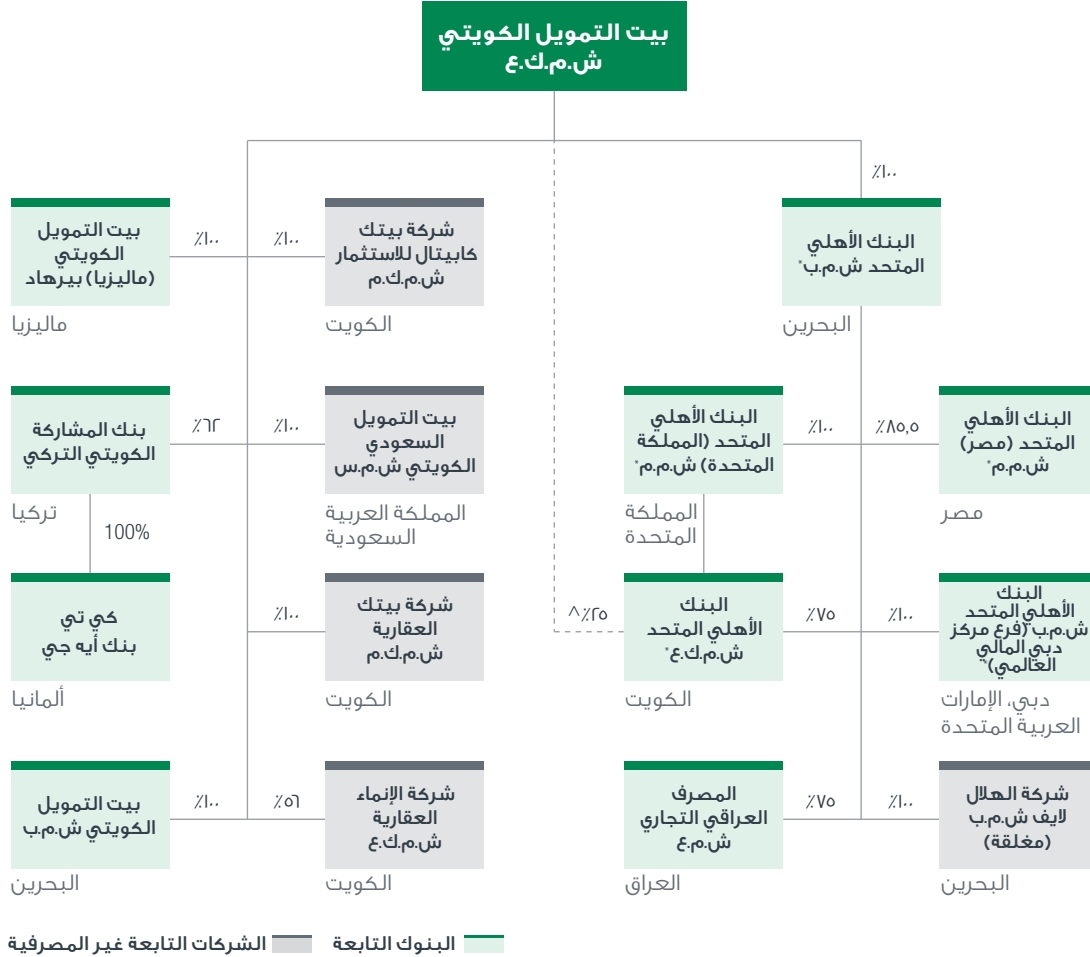 بيت التمويل الكويتي
ش.م.ك.ع
٪١٠٠
البنك الأهلي
المتحد ش.م.ب*
البحرين
شركة بيتك
كابيتال للاستثمار
ش.م.ك.م
الكويت
٪١٠٠
٪١٠٠
بيت التمويل
الكويتي
(ماليزيا) بيرهاد
ماليزيا
البنك الأهلي
المتحد (مصر)
ش.م.م*
مصر
٪٨٥,٥
٪١٠٠
البنك الأهلي
المتحد (المملكة
المتحدة) ش.م.م*
المملكة
المتحدة
بيت التمويل
السعودي
الكويتي ش.م.س
المملكة العربية
السعودية
٪١٠٠
٪٦٢
بنك المشاركة
الكويتي التركي
تركيا
100%
البنك
الأهلي المتحد
ش.م.ب (فرع مركز
دبي المالي
العالمي)*
دبي، الإمارات
العربية المتحدة
٪١٠٠
٪٧٥
البنك
الأهلي المتحد
ش.م.ك.ع*
الكويت
٪٢٥^
شركة بيتك
العقارية
ش.م.ك.م
الكويت
٪١٠٠
كي تي
بنك أيه جي
ألمانيا
شركة الهلال
لايف ش.م.ب
(مغلقة)
البحرين
٪١٠٠
٪٧٥
المصرف
العراقي التجاري
ش.م.ع
العراق
شركة الإنماء
العقارية
ش.م.ك.ع
الكويت
٪٥٦
٪١٠٠
بيت التمويل
الكويتي ش.م.ب
البحرين
البنوك التابعة
الشركات التابعة غير المصرفية